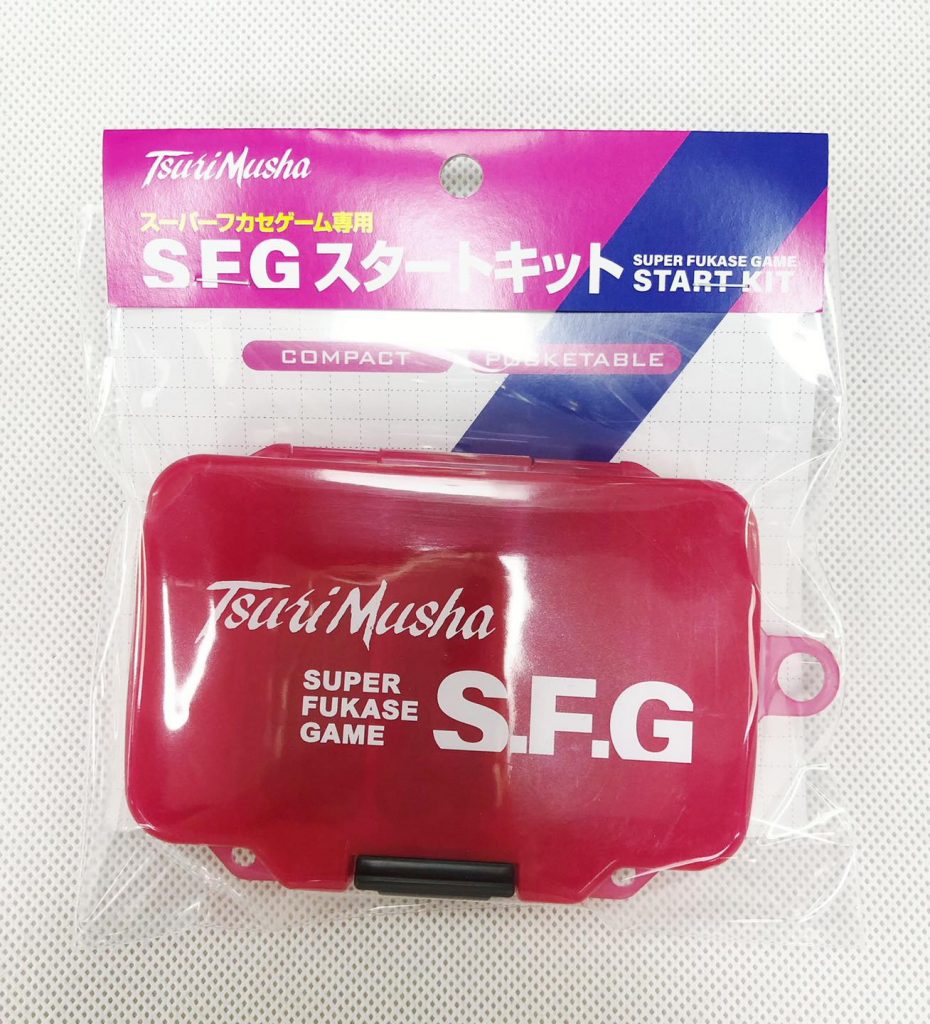 TsuriMusha
スーパーフカセゲーム専用
S.F.G スタートキット
SUPER FUKASE GAME
START KIT
COMPACT
POCKETABLE
TsuriMusha
SUPER
FUKASE
GAME
S.F.G